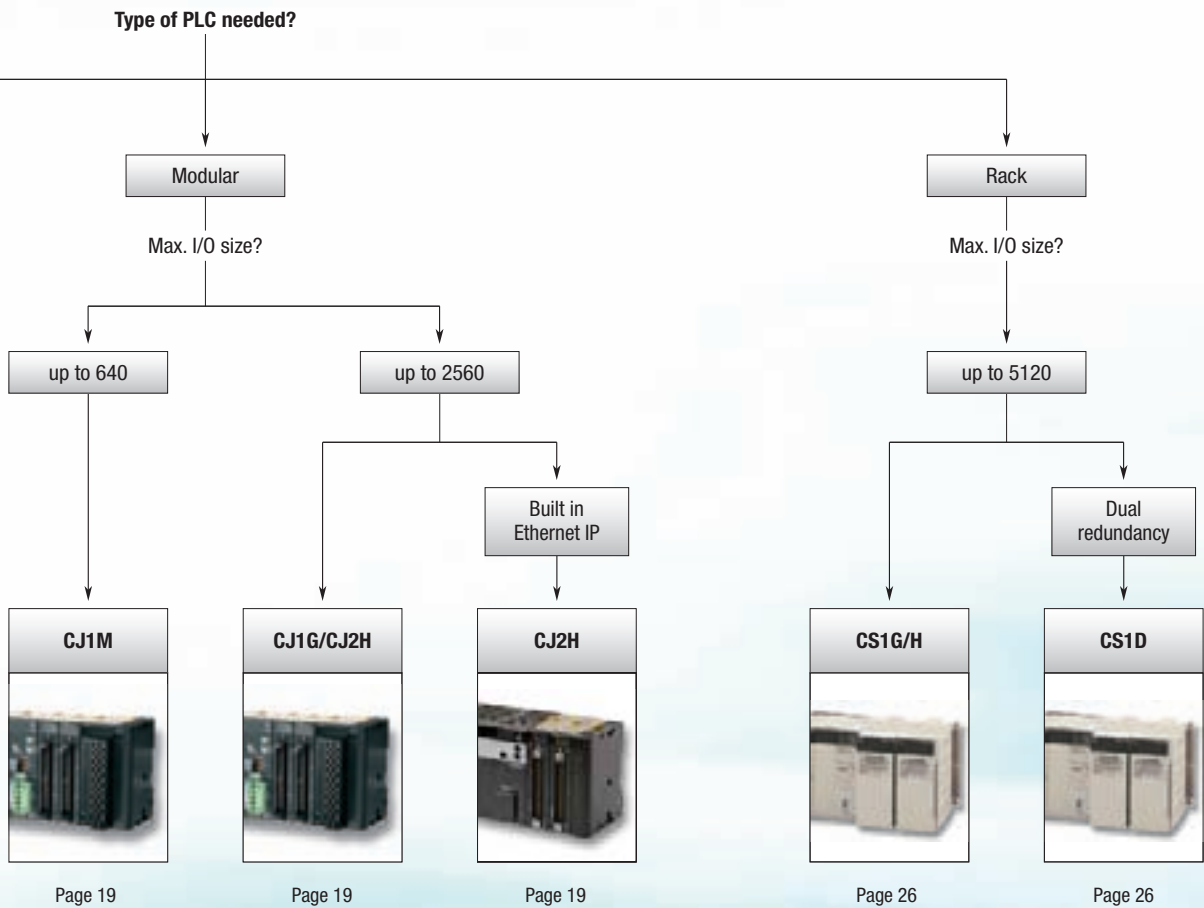 Type of PLC needed?
Modular
Rack
Max. I/O size?
Max. I/O size?
up to 640
up to 2560
up to 5120
Built in
Ethernet IP
Dual
redundancy
CJ1M
CJ1G/CJ2H
CJ2H
CS1G/H
CS1D
Page 19
Page 19
Page 19
Page 26
Page 26